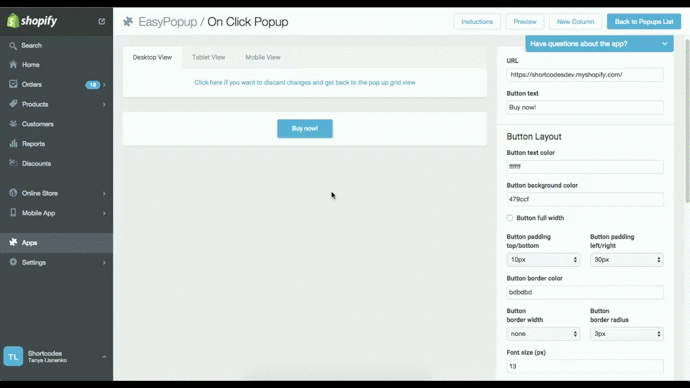 shopify
EasyPopup / On Click Popup
Instuctions
Preview
New Column
Back to Popups List
Have questions about the app?
Search
Home
Orders
18
Products
Customers
Reports
Discounts
Online Store
Mobile App
Apps
Settings
TL
Shortcodes
Tanya Lisnenko
Desktop View
Tablet View
Mobile View
Click here if you want to discard changes and get back to the pop up grid view
Buy now!
URL
https://shortcodesdev.myshopify.com/
Button text
Buy now!
Button Layout
Button text color
ffffff
Button background color
479ccf
Button full width
Button padding
top/bottom
Button padding
left/right
10px
30px
Button border color
bdbdbd
Button
border width
Button
border radius
none
3px
Font size (px)
13